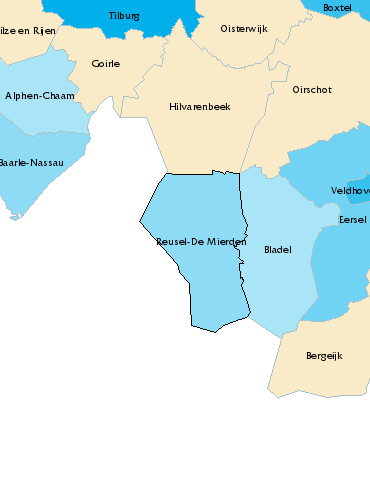 Boxtel
Tilburg
Oisterwijk
ilze en Rijen
Goirle
Oirschot
Alphen-Chaam
Hilvarenbeek
Baarle-Nassau
Veldhove
Eersel
Reusel-De Mierden
Bladel
Bergeijk